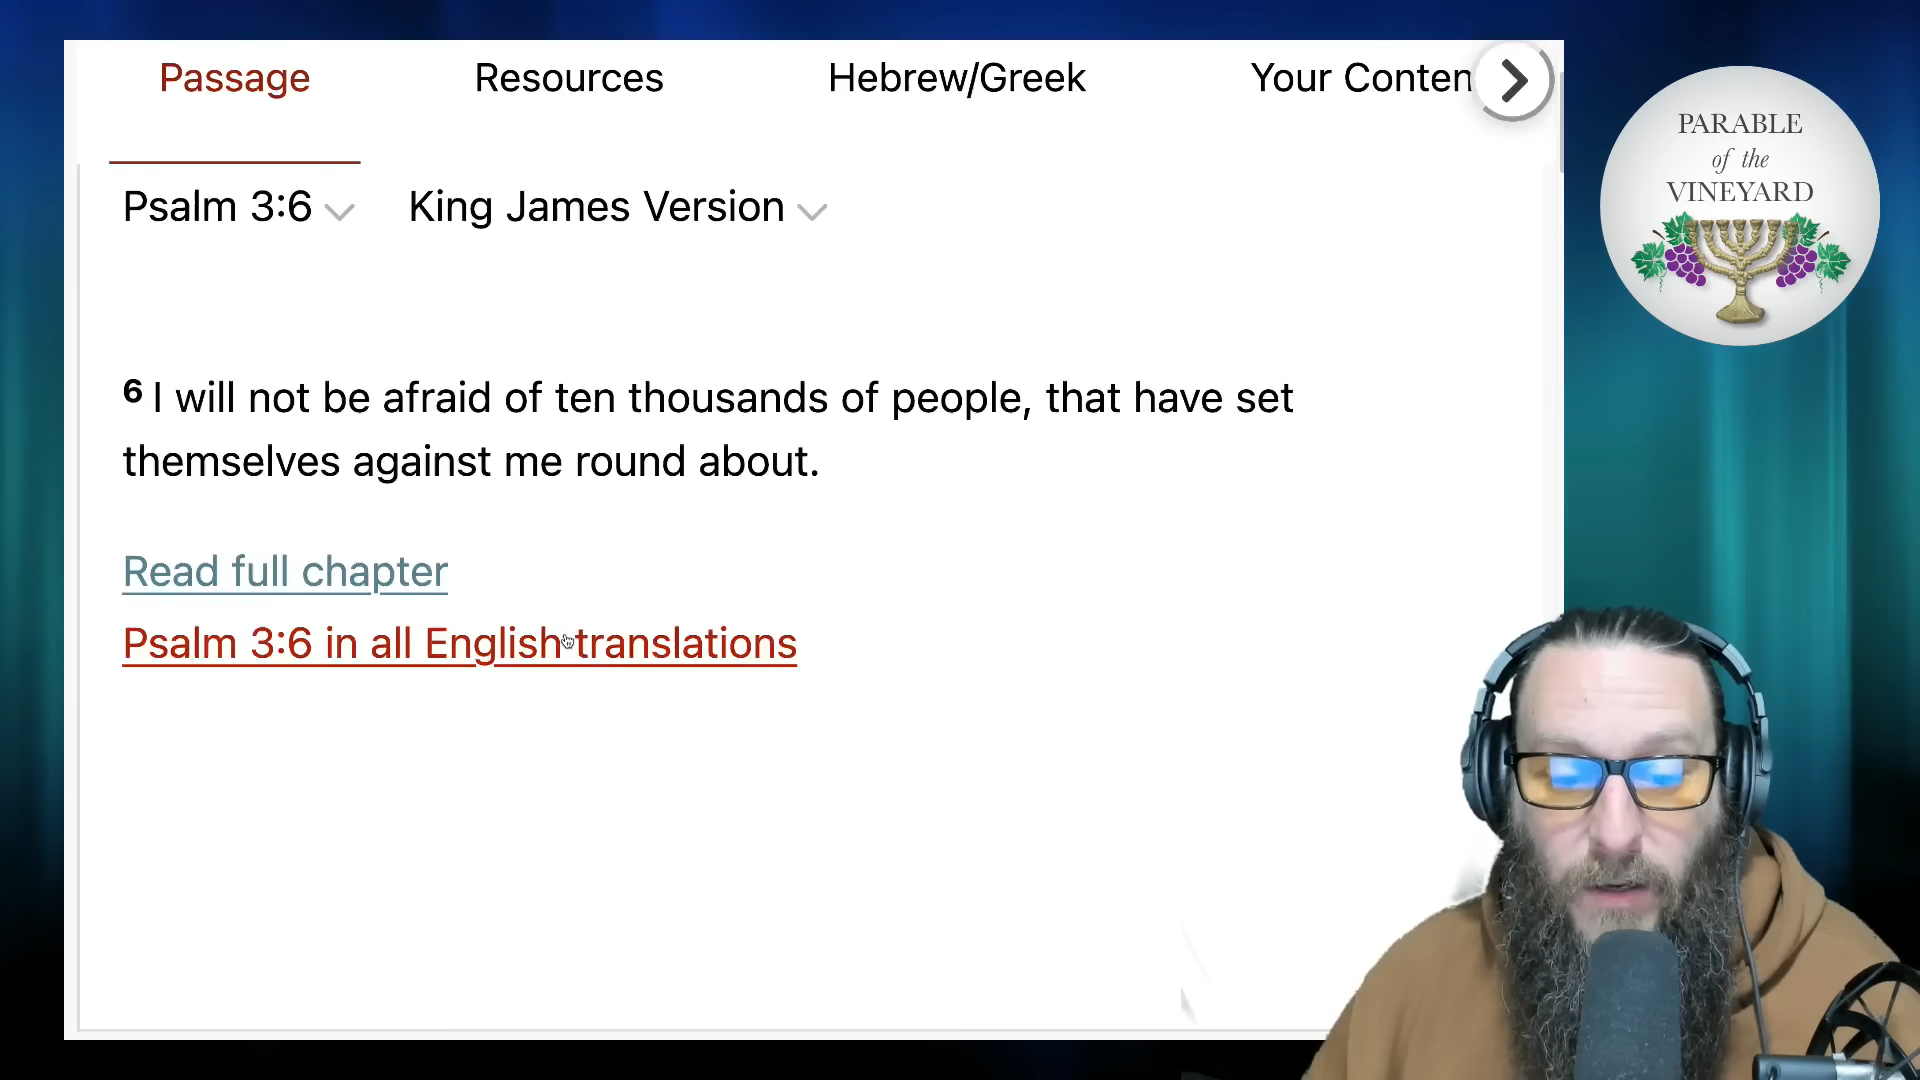 Passage
Resources
Hebrew/Greek
Your Conten
Psalm 3:6
King James Version
6 I will not be afraid of ten thousands of people, that have set
themselves against me round about.
Read full chapter
Psalm 3:6 in all English translations
PARABLE
of the
VINEYARD